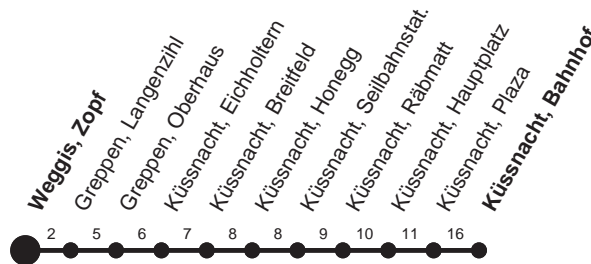 Weggis, Zopf
Greppen, Langenzihl
Greppen, Oberhaus
Küssnacht, Eichholtern
Küssnacht, Breitfeld
Küssnacht, Honegg
Küssnacht, Seilbahnstat.
Küssnacht, Räbmatt
Küssnacht, Hauptplatz
Küssnacht, Plaza
Küssnacht, Bahnhof
2 5 6 7 8 8 9 10 11 16